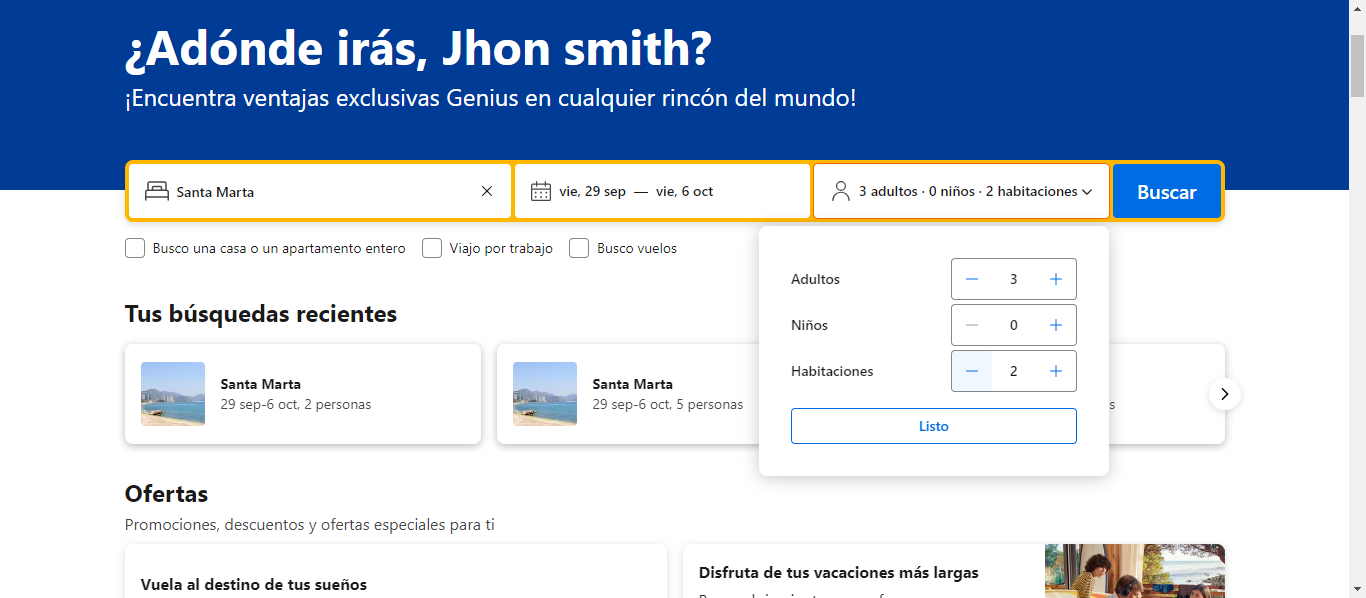 ¿Adónde irás, Jhon smith?
¡Encuentra ventajas exclusivas Genius en cualquier rincón del mundo!
Santa Marta
vie, 29 sep — vie, 6 oct
3 adultos · 0 niños · 2 habitaciones
Buscar
Busco una casa o un apartamento entero
Viajo por trabajo
Busco vuelos
Adultos
3
Niños
0
Habitaciones
2
Listo
Tus búsquedas recientes
Santa Marta
29 sep-6 oct, 2 personas
Santa Marta
29 sep-6 oct, 5 personas
Ofertas
Promociones, descuentos y ofertas especiales para ti
Vuela al destino de tus sueños
Disfruta de tus vacaciones más largas